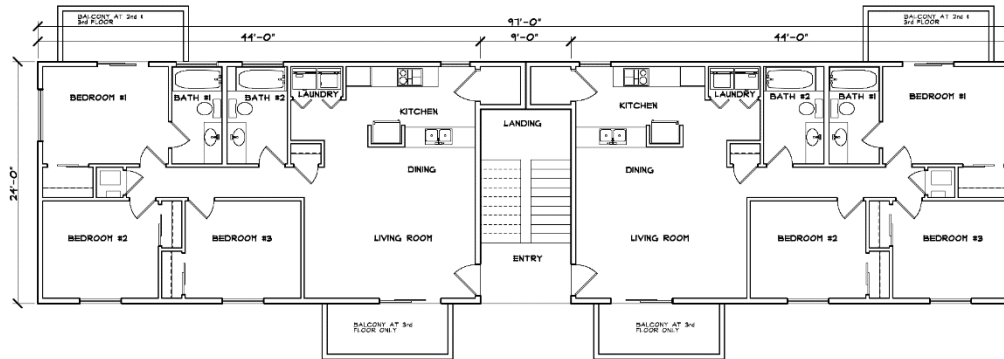 BALCONY AT 2nd &
3rd FLOOR
BALCONY AT 2nd &
3rd FLOOR
97'-0"
44'-0"
9'-0"
44'-0"
24'-0"
BEDROOM #1
BATH #1
BATH #2
LAUNDRY
KITCHEN
LANDING
KITCHEN
LAUNDRY
BATH #2
BATH #1
BEDROOM #1
DINING
DINING
BEDROOM #2
BEDROOM #3
LIVING ROOM
ENTRY
LIVING ROOM
BEDROOM #2
BEDROOM #3
BALCONY AT 3rd
FLOOR ONLY
BALCONY AT 3rd
FLOOR ONLY